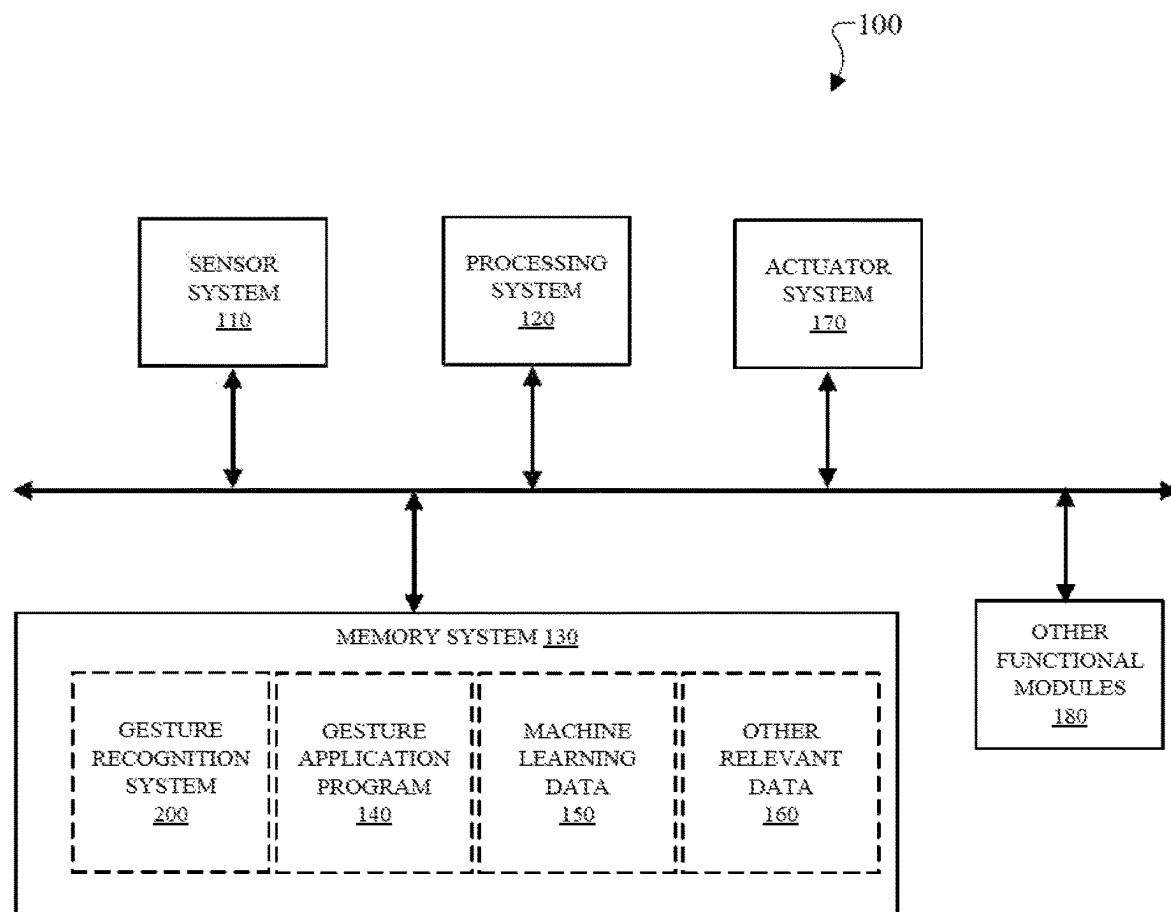 100
SENSOR
SYSTEM
110
PROCESSING
SYSTEM
120
ACTUATOR
SYSTEM
170
MEMORY SYSTEM 130
GESTURE
RECOGNITION
SYSTEM
200
GESTURE
APPLICATION
PROGRAM
140
MACHINE
LEARNING
DATA
150
OTHER
RELEVANT
DATA
160
OTHER
FUNCTIONAL
MODULES
180